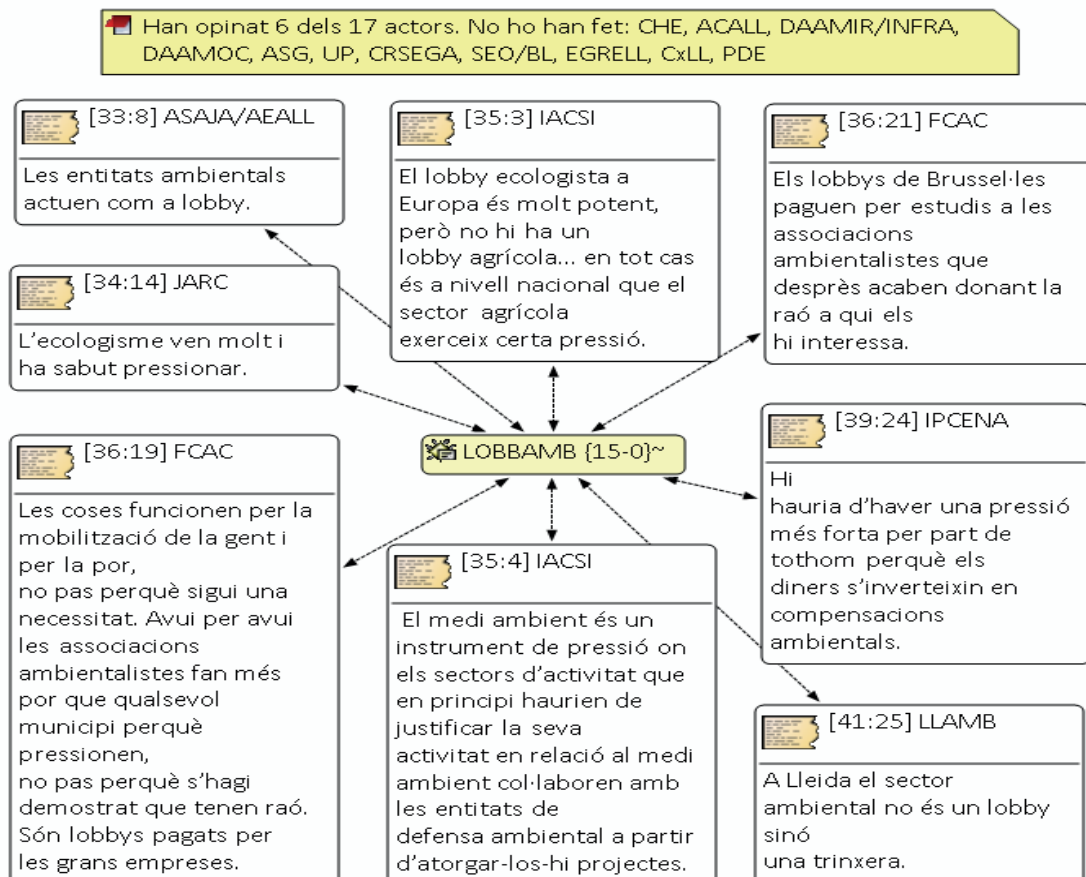 Han opinat 6 dels 17 actors. No ho han fet: CHE, ACALL, DAAMIR/INFRA,
DAAMOC, ASG, UP, CRSEGA, SEO/BL, EGRELL, CxLL, PDE
[33:8] ASAJA/AEALL
Les entitats ambientals
actuen com a lobby.
[35:3] IACSI
El lobby ecologista a
Europa és molt potent,
però no hi ha un
lobby agrícola... en tot cas
és a nivell nacional que el
sector agrícola
exerceix certa pressió.
[36:21] FCAC
Els lobbys de Brussel·les
paguen per estudis a les
associacions
ambientalistes que
desprès acaben donant la
raó a qui els
hi interessa.
[34:14] JARC
L'ecologisme ven molt i
ha sabut pressionar.
LOBBAMB {15-0}~
[39:24] IPCENA
Hi
hauria d'haver una pressió
més forta per part de
tothom perquè els
diners s'inverteixin en
compensacions
ambientals.
[36:19] FCAC
Les coses funcionen per la
mobilització de la gent i
per la por,
no pas perquè sigui una
necessitat. Avui per avui
les associacions
ambientalistes fan més
por que qualsevol
municipi perquè
pressionen,
no pas perquè s'hagi
demostrat que tenen raó.
Són lobbys pagats per
les grans empreses.
[35:4] IACSI
El medi ambient és un
instrument de pressió on
els sectors d'activitat que
en principi haurien de
justificar la seva
activitat en relació al medi
ambient col·laboren amb
les entitats de
defensa ambiental a partir
d'atorgar-los-hi projectes.
[41:25] LLAMB
A Lleida el sector
ambiental no és un lobby
sinó
una trinxera.